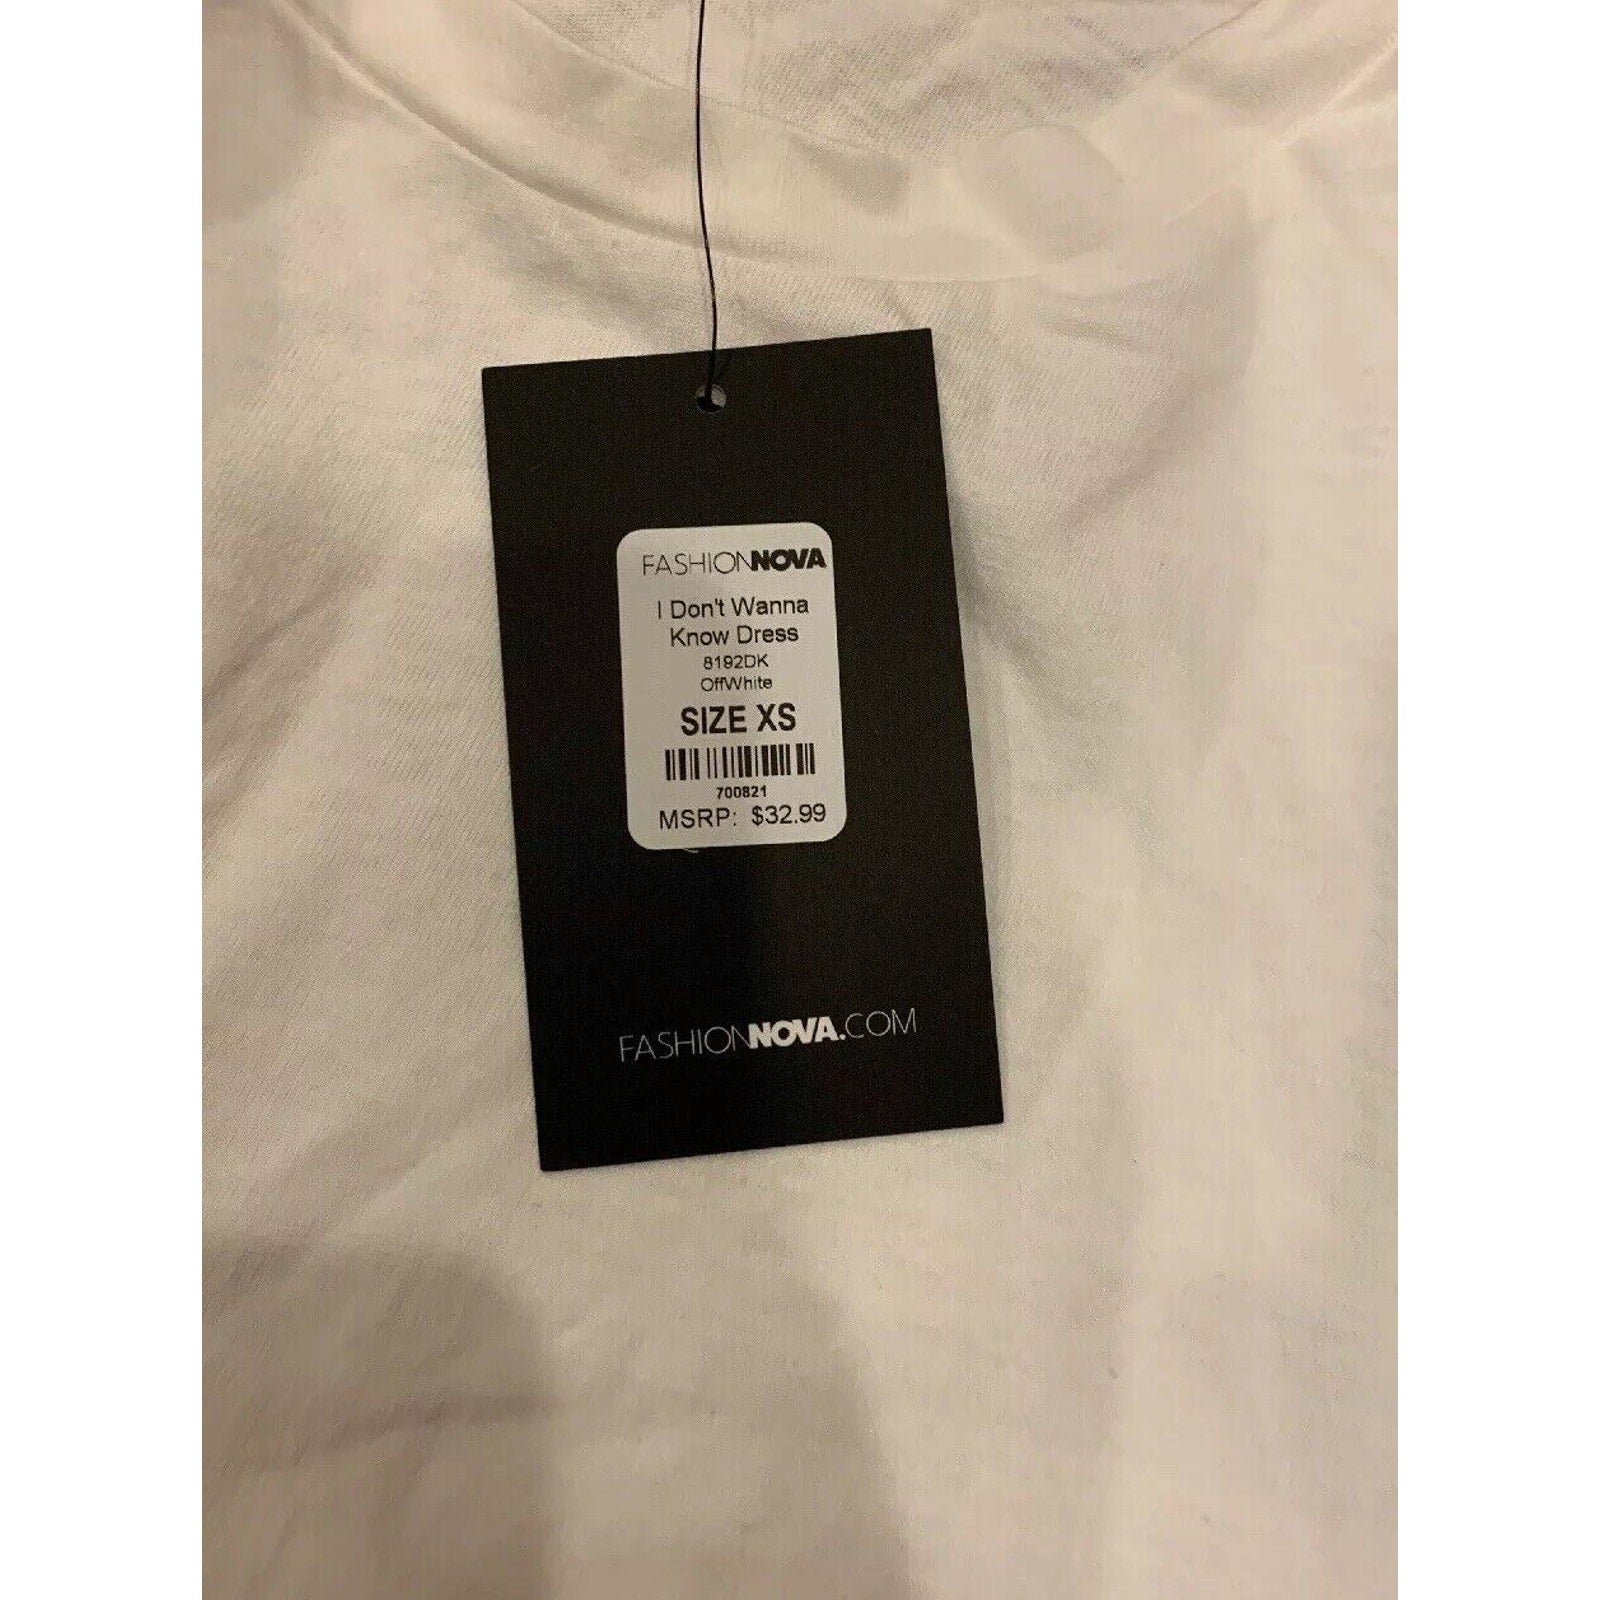 FASHIONNOVA
I Don't Wanna
Know Dress
8192DK
OffWhite
SIZE XS
700821
MSRP: $32.99
FASHIONNOVA.COM